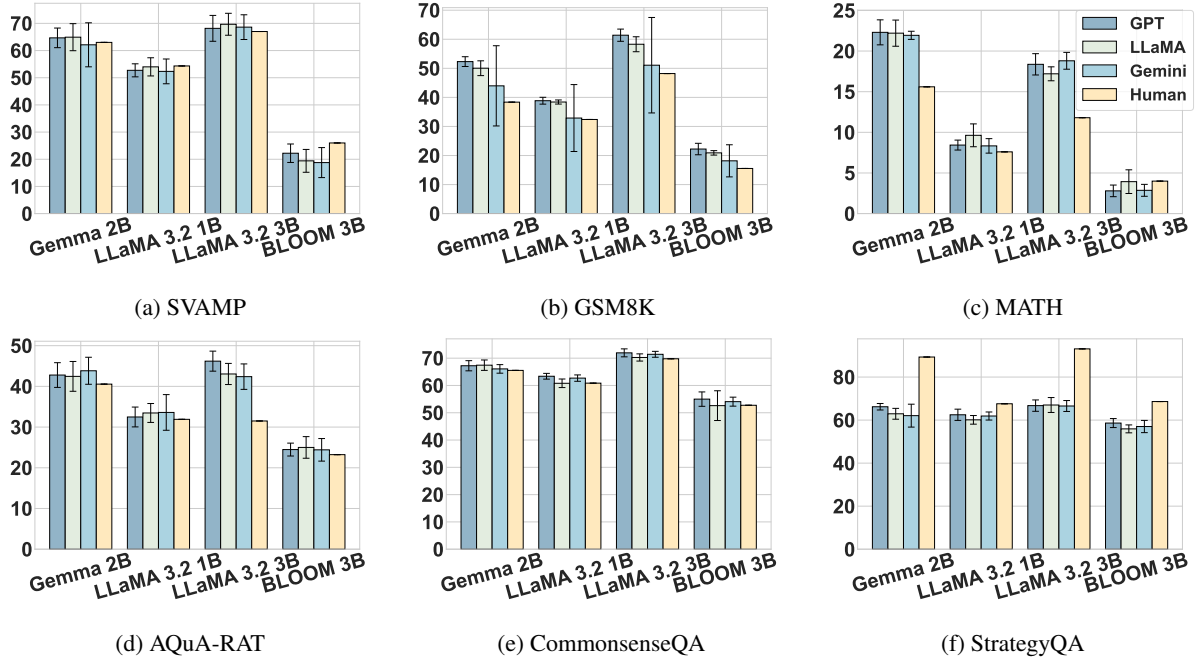 70
60
50
40
30
20
10
0
Gemma 2B
LLaMA 3.2 1B
LLaMA 3.2 3B
BLOOM 3B
(a) SVAMP
70
60
50
40
30
20
10
0
Gemma 2B
LLaMA 3.2 1B
LLaMA 3.2 3B
BLOOM 3B
(b) GSM8K
25
20
15
10
5
0
GPT
LLaMA
Gemini
Human
Gemma 2B
LLaMA 3.2 1B
LLaMA 3.2 3B
BLOOM 3B
(c) MATH
50
40
30
20
10
0
Gemma 2B
LLaMA 3.2 1B
LLaMA 3.2 3B
BLOOM 3B
(d) AQuA-RAT
70
60
50
40
30
20
10
0
Gemma 2B
LLaMA 3.2 1B
LLaMA 3.2 3B
BLOOM 3B
(e) CommonsenseQA
80
60
40
20
0
Gemma 2B
LLaMA 3.2 1B
LLaMA 3.2 3B
BLOOM 3B
(f) StrategyQA